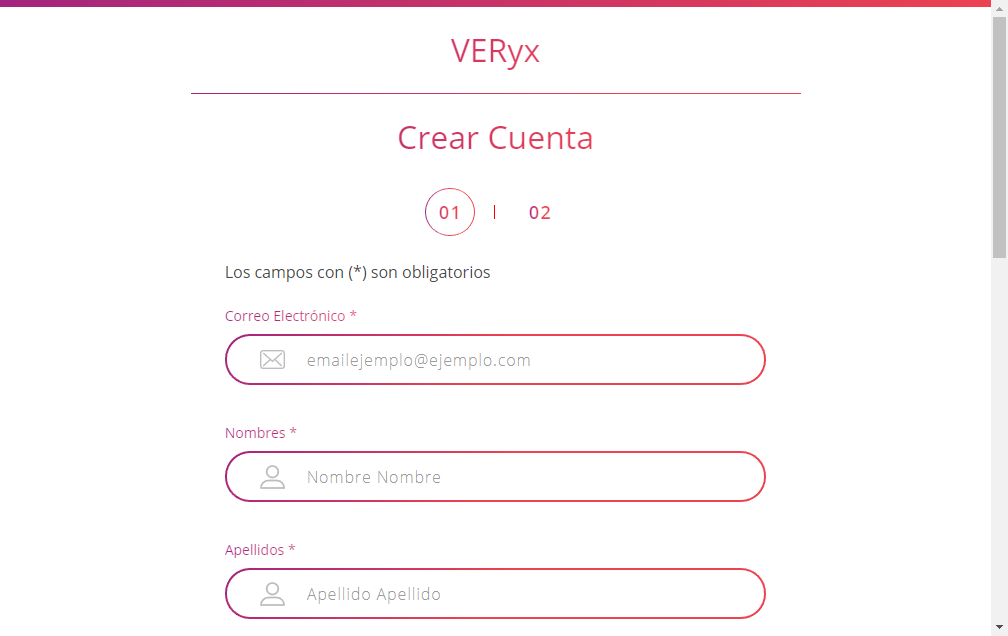 VERyx
Crear Cuenta
01 | 02
Los campos con (*) son obligatorios
Correo Electrónico *
emailejemplo@ejemplo.com
Nombres *
Nombre Nombre
Apellidos *
Apellido Apellido